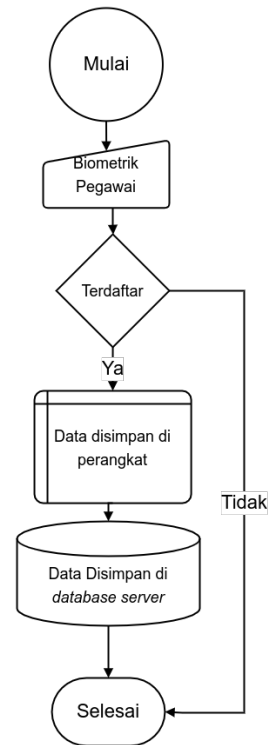 Mulai
Biometrik
Pegawai
Terdaftar
Ya
Data disimpan di
perangkat
Tidak
Data Disimpan di
database server
Selesai